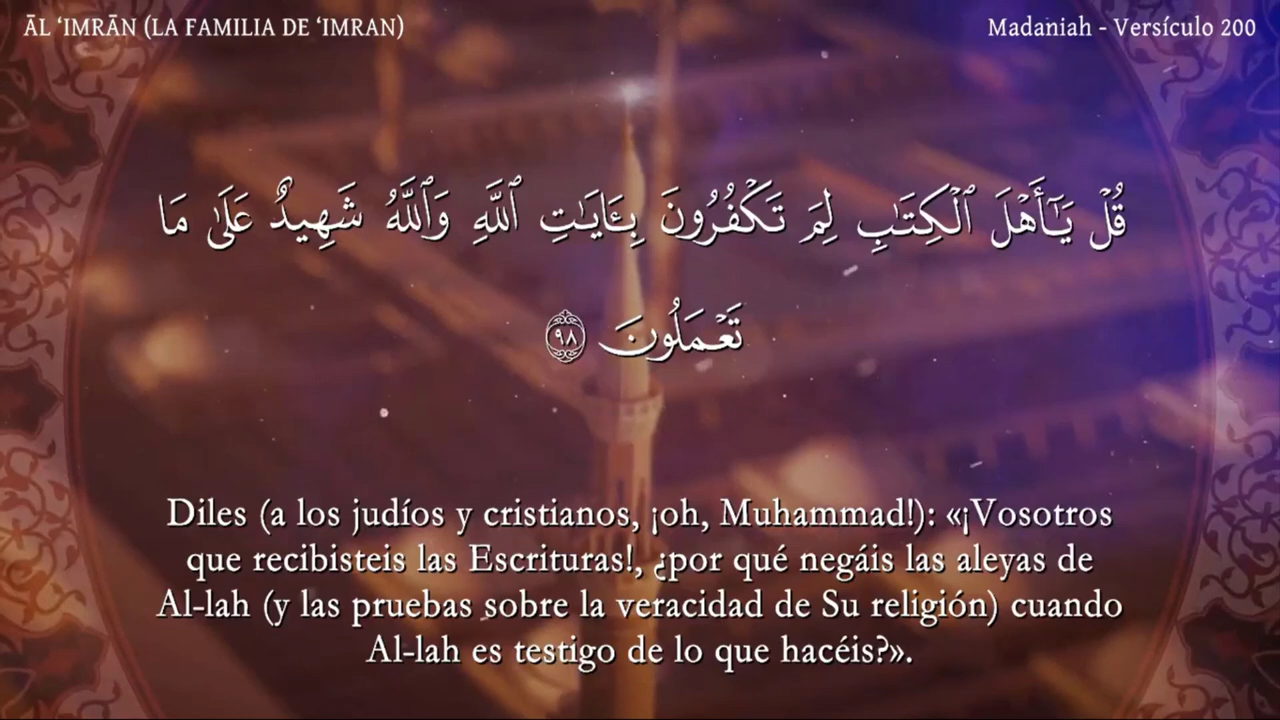 ĀL ‘IMRĀN (LA FAMILIA DE ‘IMRAN)
Madaniah - Versículo 200
قُلْ يَـٰٓأَهْلَ ٱلْكِتَـٰبِ لِمَ تَكْفُرُونَ بِـَٔايَـٰتِ ٱللَّهِ وَٱللَّهُ شَهِيدٌ عَلَىٰ مَا
تَعْمَلُونَ ٩٨
Diles (a los judíos y cristianos, ¡oh, Muhammad!): «¡Vosotros
que recibisteis las Escrituras!, ¿por qué negáis las aleyas de
Al-lah (y las pruebas sobre la veracidad de Su religión) cuando
Al-lah es testigo de lo que hacéis?».